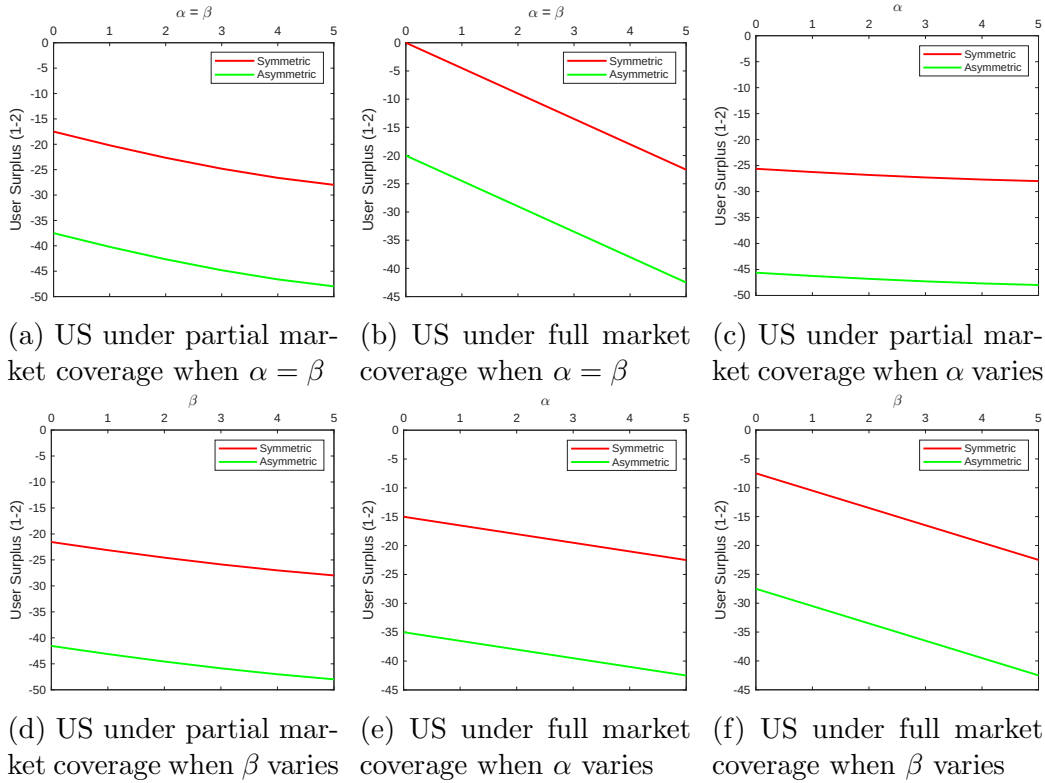 α = β
0 1 2 3 4 5
0
-5
-10
-15
-20
-25
-30
-35
-40
-45
-50
User Surplus (1-2)
Symmetric
Asymmetric
(a) US under partial mar-
ket coverage when α = β
α = β
0 1 2 3 4 5
0
-5
-10
-15
-20
-25
-30
-35
-40
-45
User Surplus (1-2)
Symmetric
Asymmetric
(b) US under full market
coverage when α = β
α
0 1 2 3 4 5
0
-5
-10
-15
-20
-25
-30
-35
-40
-45
-50
User Surplus (1-2)
Symmetric
Asymmetric
(c) US under partial mar-
ket coverage when α varies
β
0 1 2 3 4 5
0
-5
-10
-15
-20
-25
-30
-35
-40
-45
-50
User Surplus (1-2)
Symmetric
Asymmetric
(d) US under partial mar-
ket coverage when β varies
α
0 1 2 3 4 5
0
-5
-10
-15
-20
-25
-30
-35
-40
-45
User Surplus (1-2)
Symmetric
Asymmetric
(e) US under full market
coverage when α varies
β
0 1 2 3 4 5
0
-5
-10
-15
-20
-25
-30
-35
-40
-45
User Surplus (1-2)
Symmetric
Asymmetric
(f) US under full market
coverage when β varies